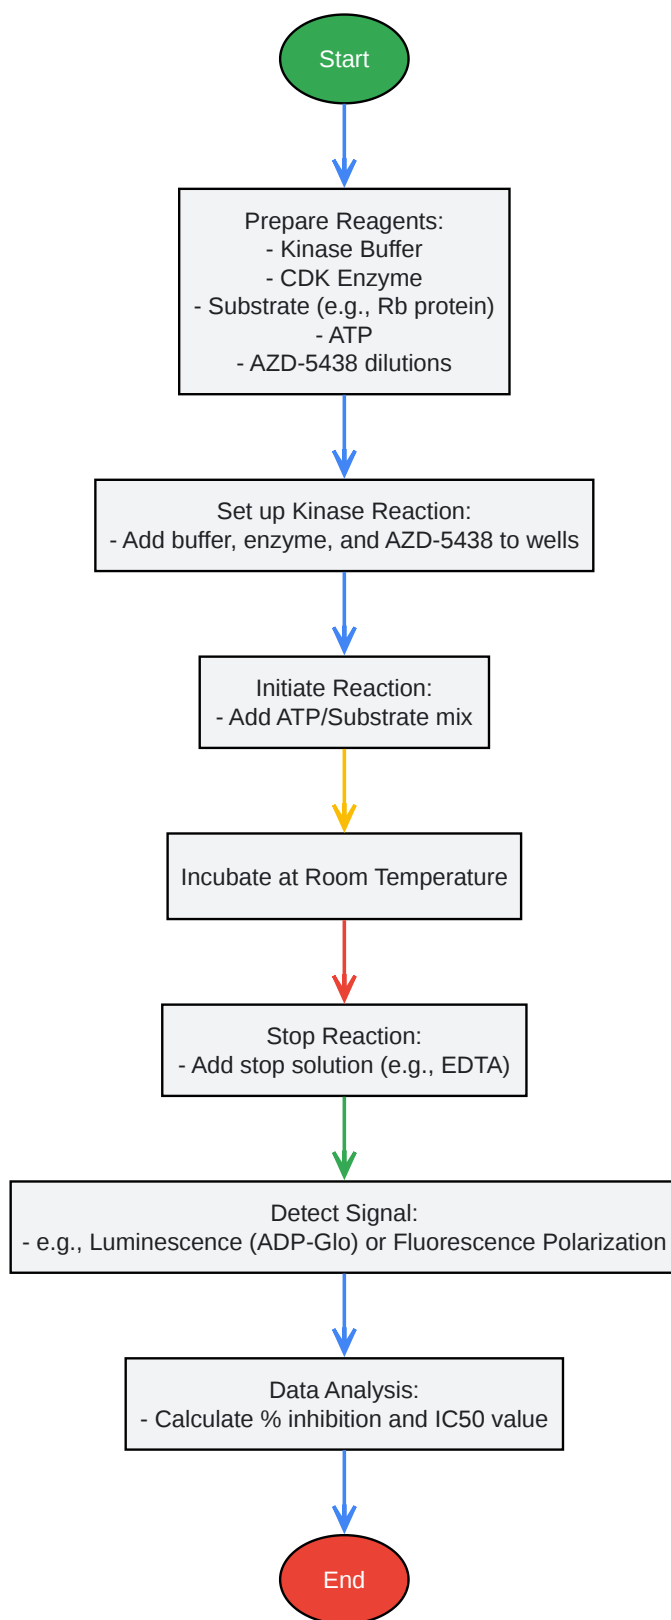 Start
Prepare Reagents:
- Kinase Buffer
- CDK Enzyme
- Substrate (e.g., Rb protein)
- ATP
- AZD-5438 dilutions
Set up Kinase Reaction:
- Add buffer, enzyme, and AZD-5438 to wells
Initiate Reaction:
- Add ATP/Substrate mix
Incubate at Room Temperature
Stop Reaction:
- Add stop solution (e.g., EDTA)
Detect Signal:
- e.g., Luminescence (ADP-Glo) or Fluorescence Polarization
Data Analysis:
- Calculate % inhibition and IC50 value
End